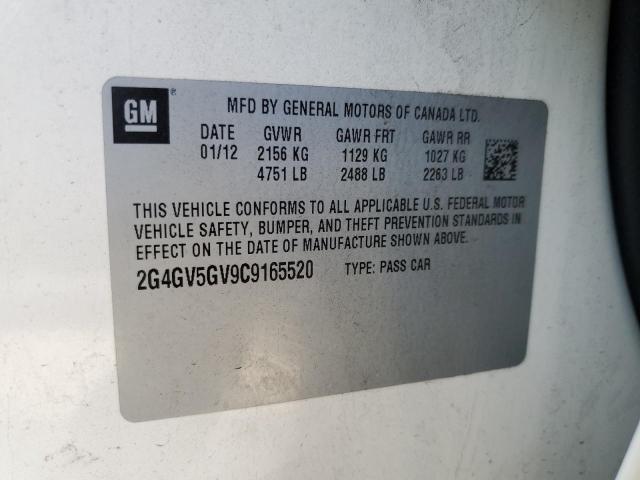 GM
MFD BY GENERAL MOTORS OF CANADA LTD.
DATE GVWR GAWR FRT GAWR RR
01/12 2156 KG 1129 KG 1027 KG
4751 LB 2488 LB 2263 LB
THIS VEHICLE CONFORMS TO ALL APPLICABLE U.S. FEDERAL MOTOR
VEHICLE SAFETY, BUMPER, AND THEFT PREVENTION STANDARDS IN
EFFECT ON THE DATE OF MANUFACTURE SHOWN ABOVE.
2G4GV5GV9C9165520 TYPE: PASS CAR